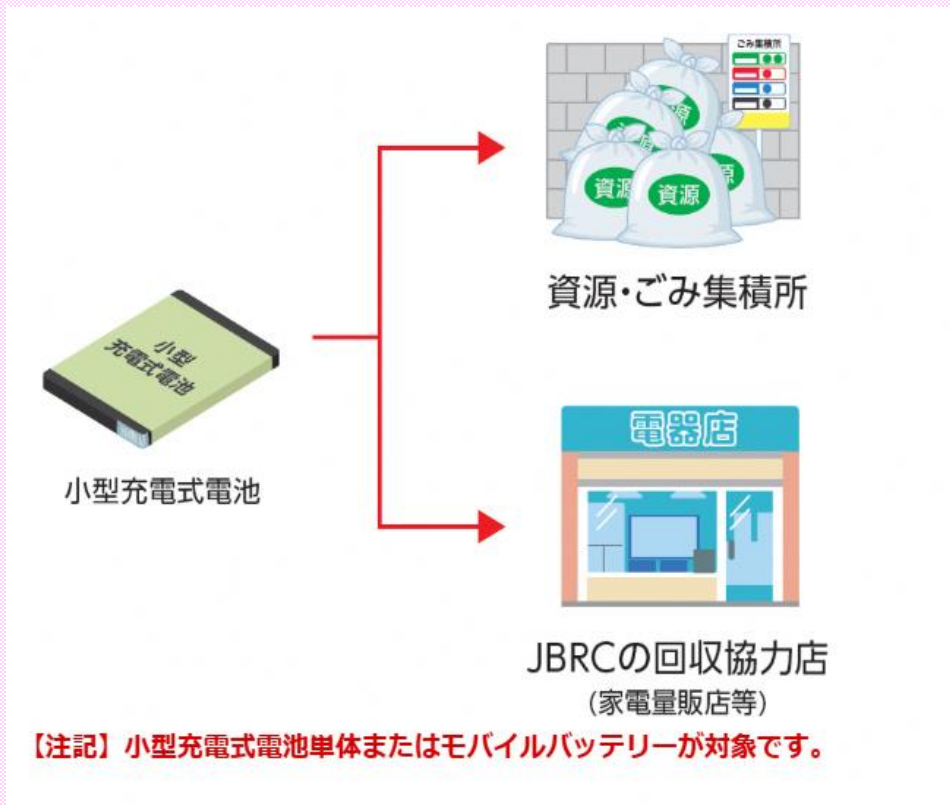 ごみ集積所
資源
資源
資源
資源
資源
資源・ごみ集積所
小型
充電式電池
小型充電式電池
電器店
JBRCの回収協力店
(家電量販店等)
【注記】小型充電式電池単体またはモバイルバッテリーが対象です。